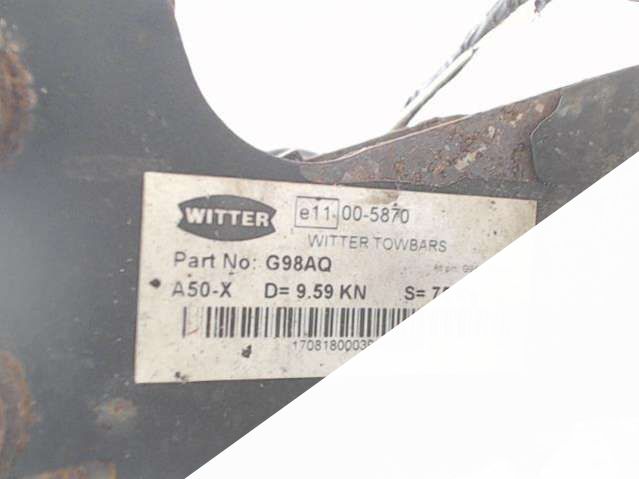 WITTER
e11 00-5870
WITTER TOWBARS
Part No: G98AQ
A50-X D= 9.59 KN S=